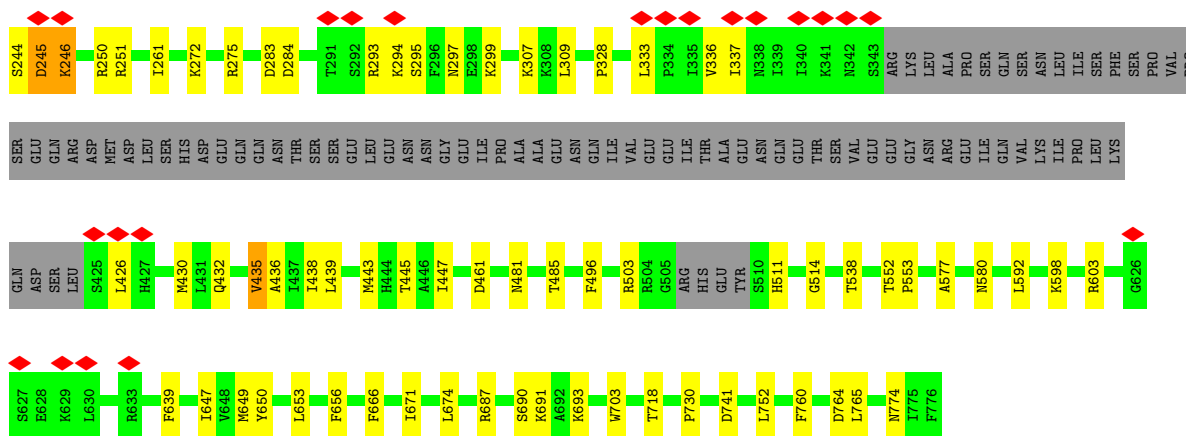 S244 D245 K246 R250 R251 I261 K272 R275 D283 D284 T291 S292 R293 K294 S295 F296 N297 E298 K299 K307 K308 L309 P328 L333 P334 I335 V336 I337 N338 I339 I340 K341 N342 S343 ARG LYS LEU ALA PRO SER GLN SER ASN LEU ILE SER PHE SER PRO VAL
SER GLU GLN ARG ASP MET ASP LEU SER HIS ASP GLU GLN GLN ASN THR SER SER GLU LEU GLU ASN ASN GLY GLU ILE PRO ALA ALA GLU ASN GLN ILE VAL GLU GLU ILE THR ALA GLU ASN GLN GLU THR SER VAL GLU GLU GLY ASN ARG GLU ILE GLN VAL LYS ILE PRO LEU LYS
GLN ASP SER LEU S425 L426 H427 M430 L431 Q432 V435 A436 I437 I438 L439 M443 H444 T445 A446 I447 D461 N481 T485 F496 R503 R504 G505 ARG HIS GLU TYR S510 H511 G514 T538 T552 P553 A577 N580 L592 K598 R603 G626
S627 E628 K629 L630 R633 F639 I647 V648 M649 Y650 L653 F656 F666 I671 L674 R687 S690 K691 A692 K693 W703 T718 P730 D741 L752 F760 D764 L765 N774 I775 F776